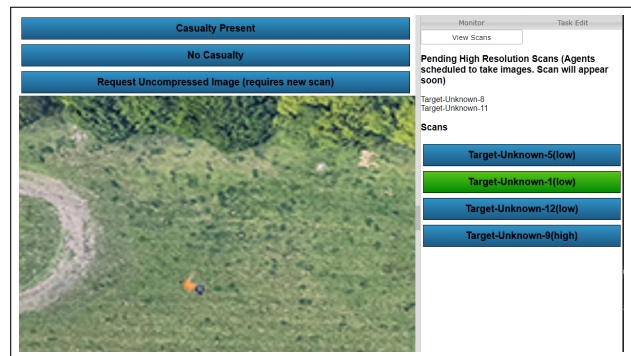 Casualty Present
No Casualty
Request Uncompressed Image (requires new scan)
Monitor
Task Edit
View Scans
Pending High Resolution Scans (Agents
scheduled to take images. Scan will appear
soon)
Target-Unknown-8
Target-Unknown-11
Scans
Target-Unknown-5(low)
Target-Unknown-1(low)
Target-Unknown-12(low)
Target-Unknown-9(high)